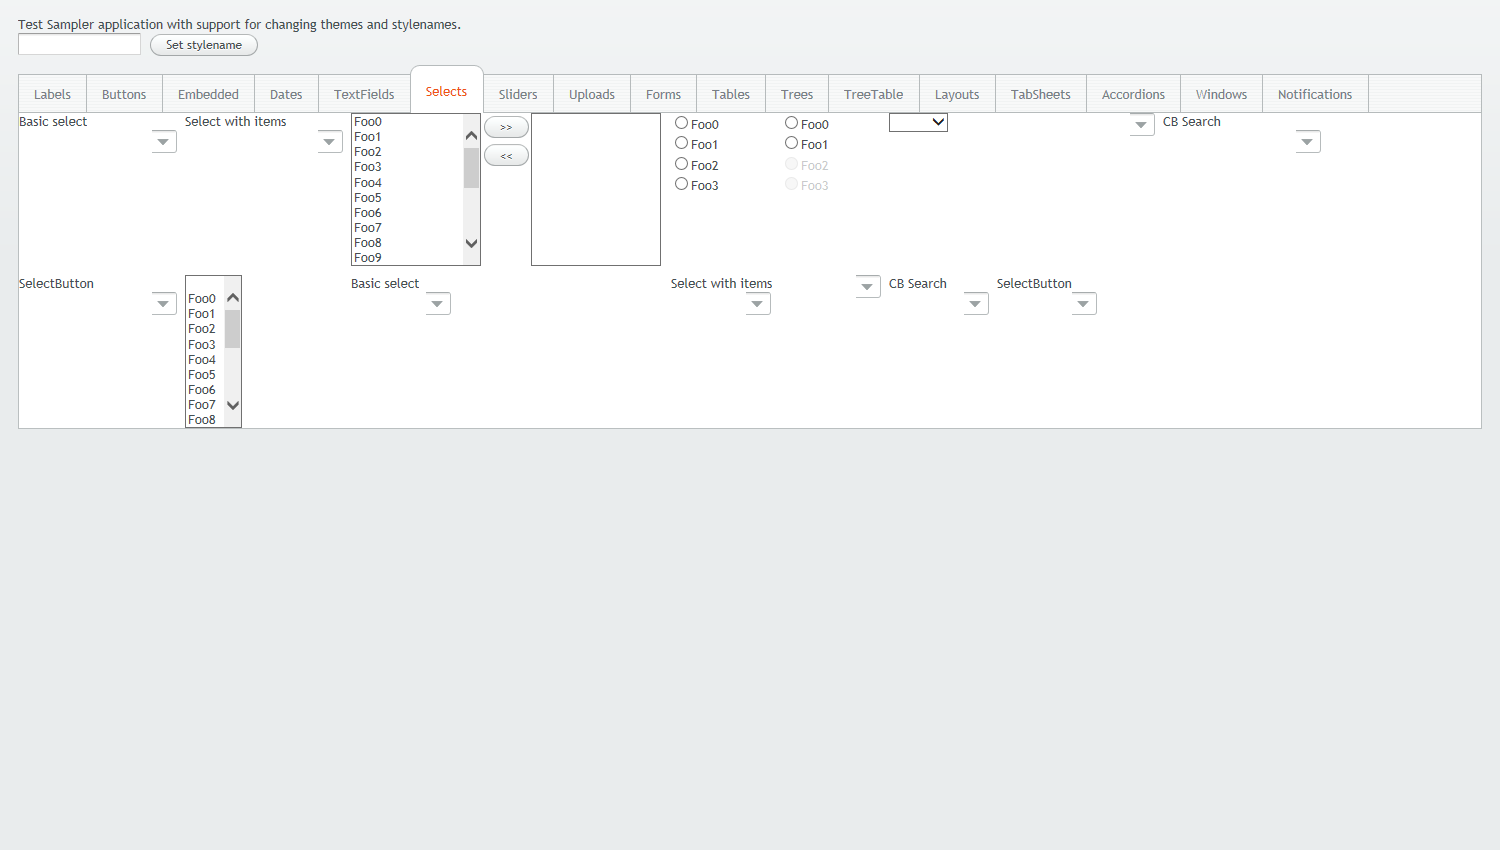 Test Sampler application with support for changing themes and stylenames.
Set stylename
Labels Buttons Embedded Dates TextFields Selects Sliders Uploads Forms Tables Trees TreeTable Layouts TabSheets Accordions Windows Notifications
Basic select
Select with items
Foo0
Foo1
Foo2
Foo3
Foo4
Foo5
Foo6
Foo7
Foo8
Foo9
>>
<<
Foo0
Foo1
Foo2
Foo3
Foo0
Foo1
Foo2
Foo3
CB Search
SelectButton
Foo0
Foo1
Foo2
Foo3
Foo4
Foo5
Foo6
Foo7
Foo8
Basic select
Select with items
CB Search
SelectButton